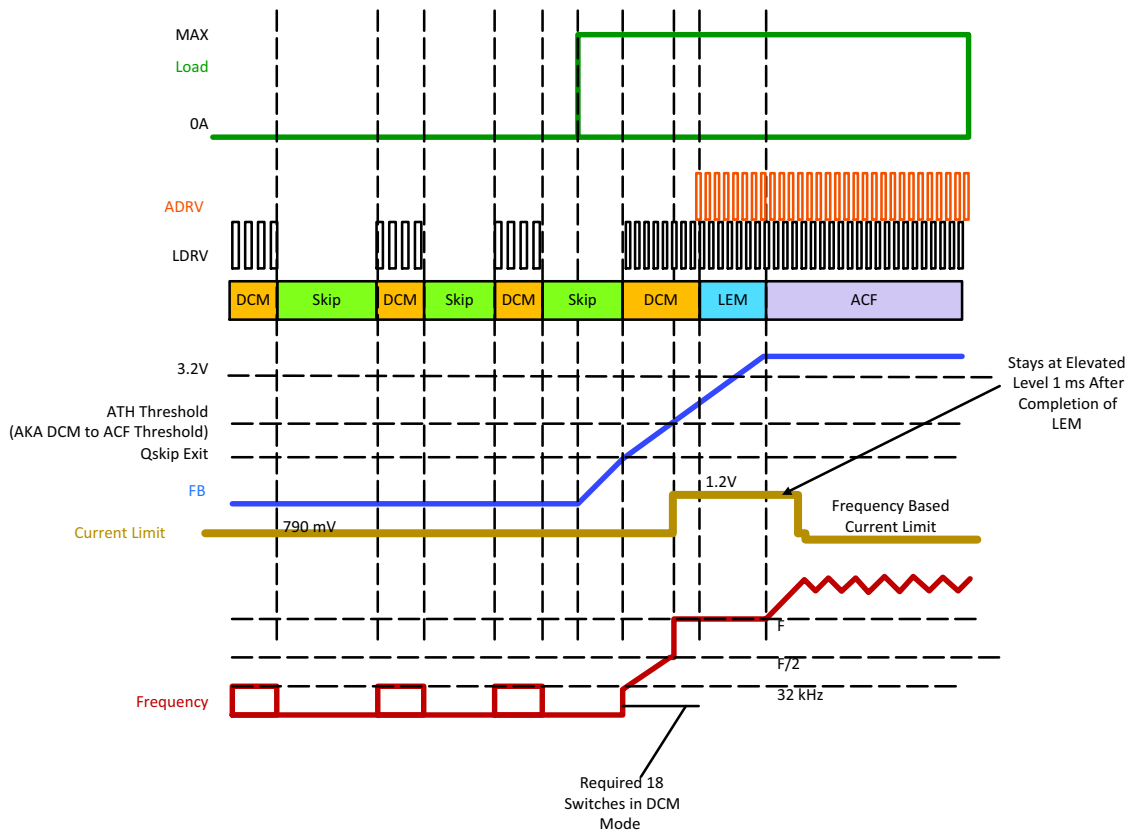 MAX
Load
0A
ADRV
LDRV
DCM Skip DCM Skip DCM Skip DCM LEM ACF
3.2V
Stays at Elevated
Level 1 ms After
Completion of
LEM
ATH Threshold
(AKA DCM to ACF Threshold)
Qskip Exit
FB
1.2V
Current Limit
790 mV
Frequency Based
Current Limit
F
F/2
32 kHz
Frequency
Required 18
Switches in DCM
Mode